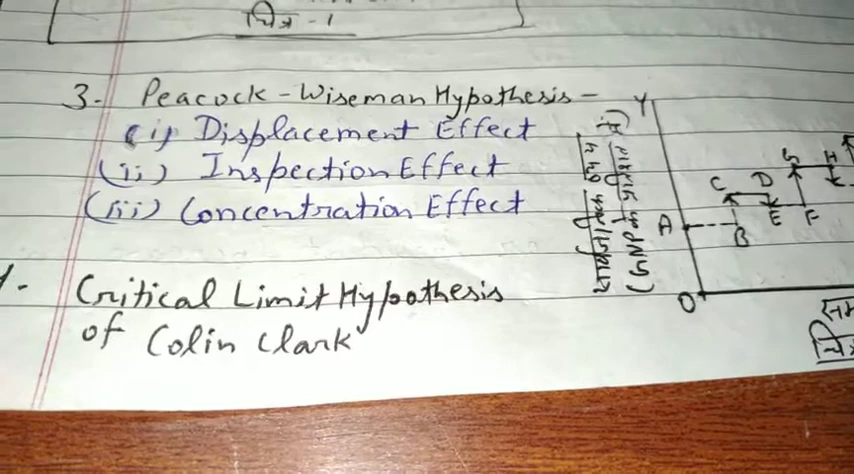 चित्र - 1
3. Peacock - Wiseman Hypothesis -
(i) Displacement Effect
(ii) Inspection Effect
(iii) Concentration Effect
Critical Limit Hypothesis
of Colin Clark
Y
G H
C D
E F
A
B
O